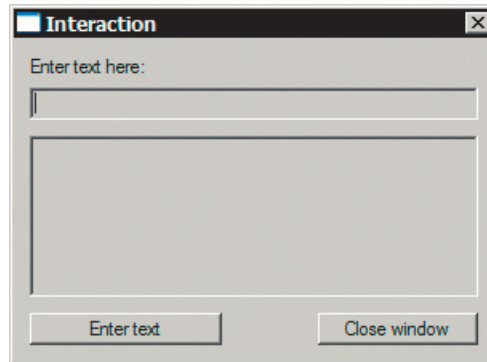 Interaction
Enter text here:
Enter text
Close window